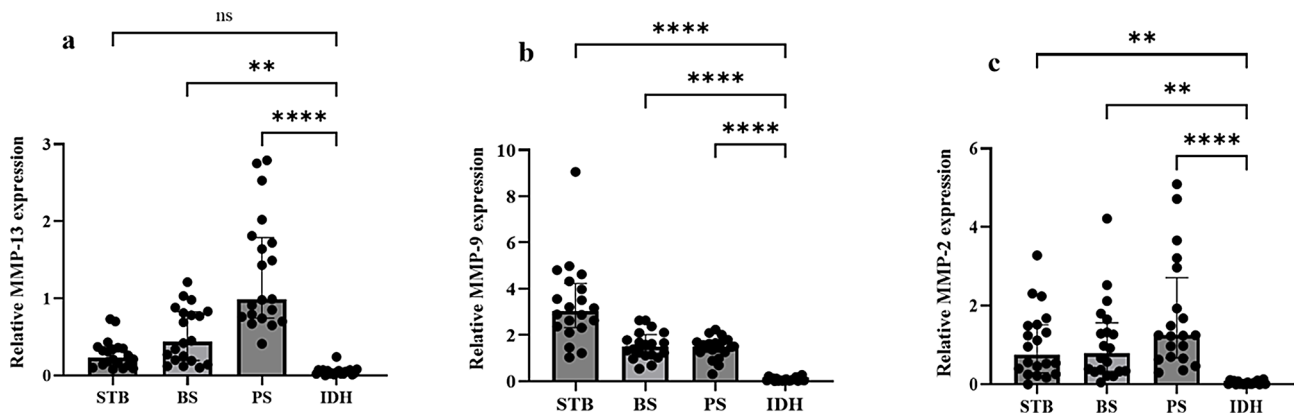 a
ns
**
****
Relative MMP-13 expression
3
2
1
0
STB BS PS IDH
b
****
****
****
Relative MMP-9 expression
10
8
6
4
2
0
STB BS PS IDH
c
**
**
****
Relative MMP-2 expression
6
4
2
0
STB BS PS IDH